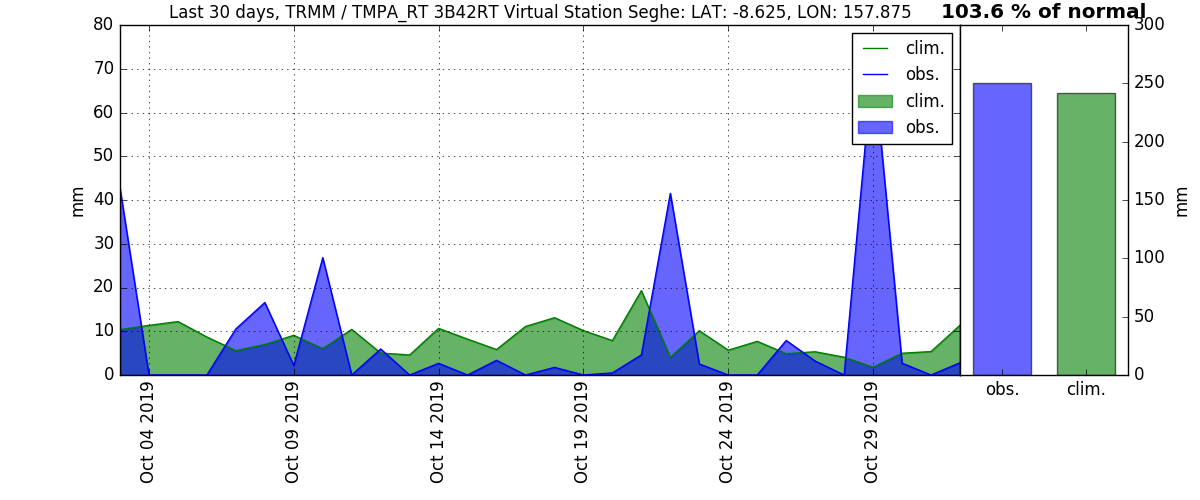 Last 30 days, TRMM / TMPA_RT 3B42RT Virtual Station Seghe: LAT: -8.625, LON: 157.875
103.6 % of normal
80
70
60
50
40
30
20
10
0
mm
clim.
obs.
clim.
obs.
300
250
200
150
100
50
0
mm
obs.
clim.
Oct 04 2019
Oct 09 2019
Oct 14 2019
Oct 19 2019
Oct 24 2019
Oct 29 2019